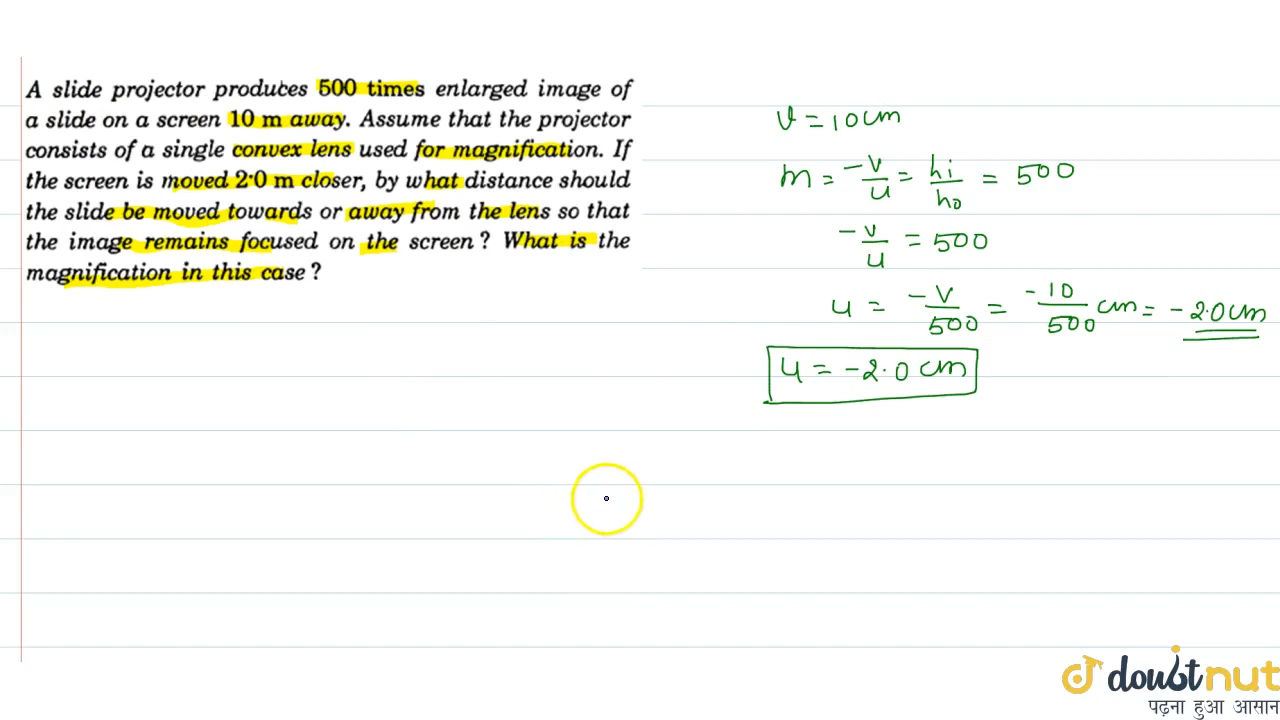 A slide projector produces 500 times enlarged image of
a slide on a screen 10 m away. Assume that the projector
consists of a single convex lens used for magnification. If
the screen is moved 2·0 m closer, by what distance should
the slide be moved towards or away from the lens so that
the image remains focused on the screen ? What is the
magnification in this case ?
v = 10 cm
m = -v/u = hi/ho = 500
-v/u = 500
u = -v/500 = -10/500 cm = -2.0 cm
u = -2.0 cm
doubtnut
पढ़ना हुआ आसान